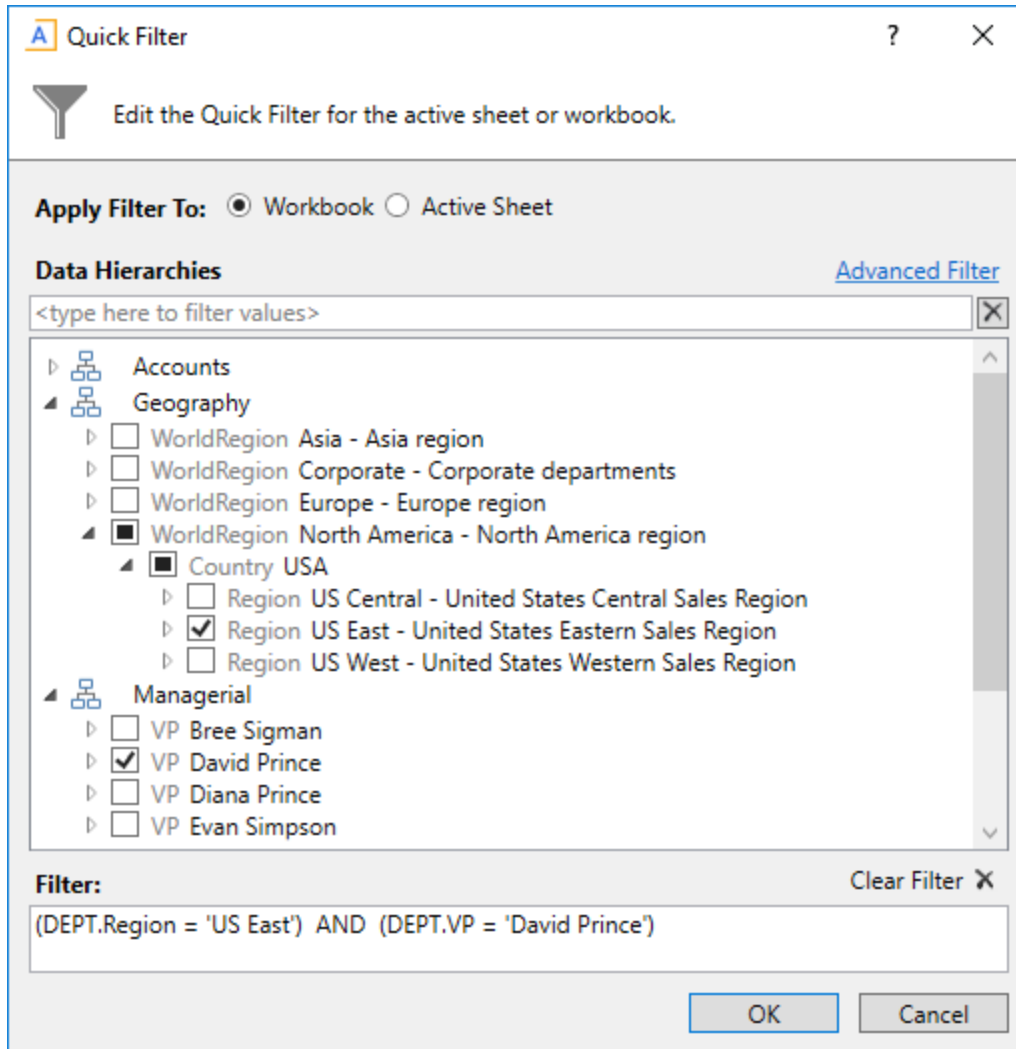 A Quick Filter ?
Edit the Quick Filter for the active sheet or workbook.
Apply Filter To: Workbook Active Sheet
Data Hierarchies Advanced Filter
<type here to filter values>
Accounts
Geography
WorldRegion Asia - Asia region
WorldRegion Corporate - Corporate departments
WorldRegion Europe - Europe region
WorldRegion North America - North America region
Country USA
Region US Central - United States Central Sales Region
Region US East - United States Eastern Sales Region
Region US West - United States Western Sales Region
Managerial
VP Bree Sigman
VP David Prince
VP Diana Prince
VP Evan Simpson
Filter: Clear Filter
(DEPT.Region = 'US East')  AND  (DEPT.VP = 'David Prince')
OK Cancel